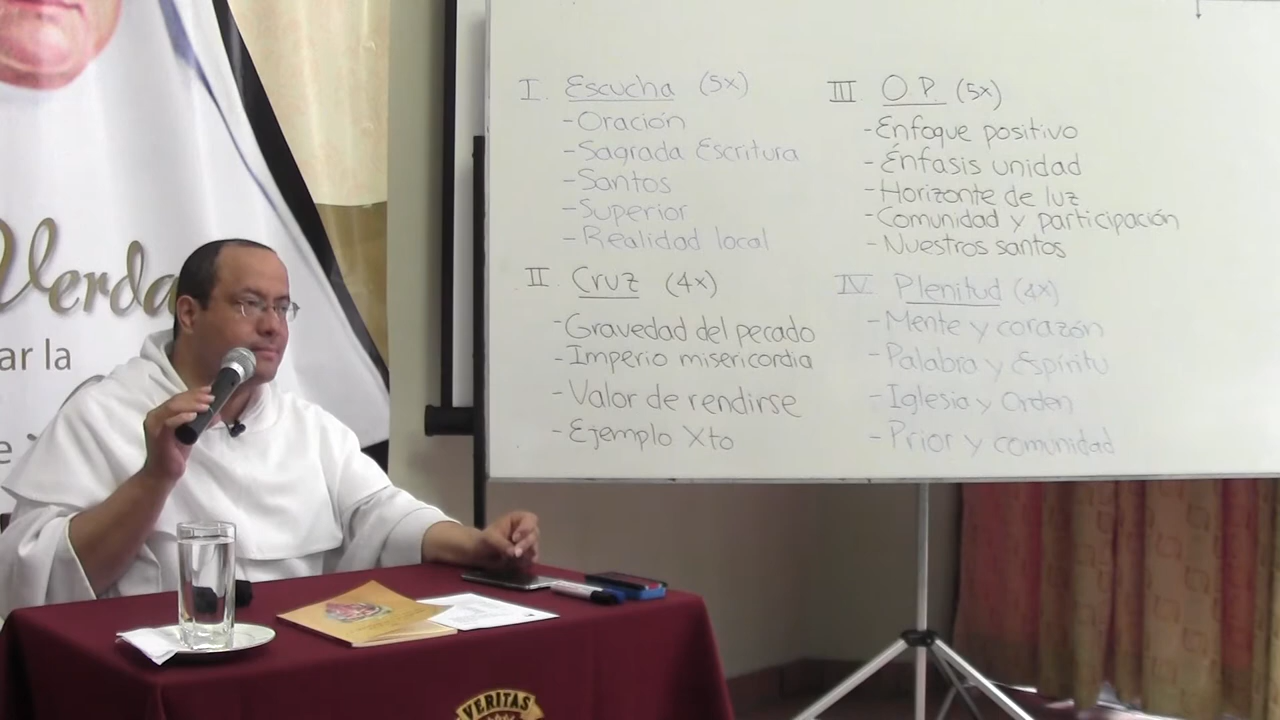 Verda
ar la
e
I. Escucha (5x)
-Oración
-Sagrada Escritura
-Santos
-Superior
-Realidad local
II Cruz (4x)
-Gravedad del pecado
-Imperio misericordia
-Valor de rendirse
-Ejemplo Xto
III O.P. (5x)
-Enfoque positivo
-Énfasis unidad
-Horizonte de luz
-Comunidad y participación
-Nuestros santos
IV Plenitud (4x)
-Mente y corazón
-Palabra y Espíritu
-Iglesia y Orden
-Prior y comunidad
VERITAS